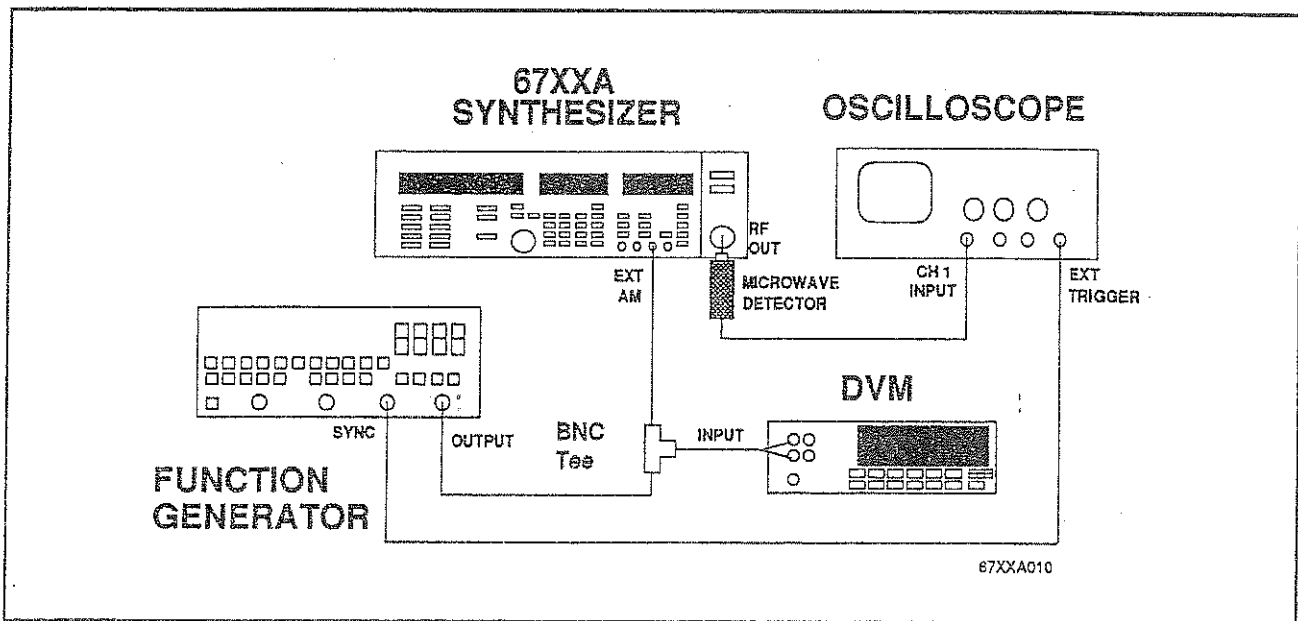 67XXA
SYNTHESIZER
OSCILLOSCOPE
RF
OUT
EXT
AM
MICROWAVE
DETECTOR
CH 1
INPUT
EXT
TRIGGER
DVM
SYNC
OUTPUT
BNC
Tee
INPUT
FUNCTION
GENERATOR
67XXA010